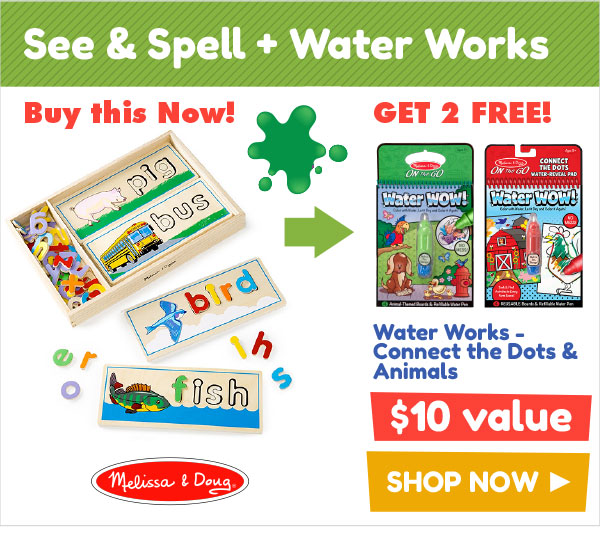 See & Spell + Water Works
Buy this Now!
GET 2 FREE!
pig
bus
Melissa & Doug
bird
e r
o
i h
s
fish
Melissa & Doug
Melissa & Doug
ON the GO
Water WOW!
Melissa & Doug
ON the GO
CONNECT
THE DOTS
WATER-REVEAL PAD
Water WOW!
Water Works -
Connect the Dots &
Animals
$10 value
SHOP NOW